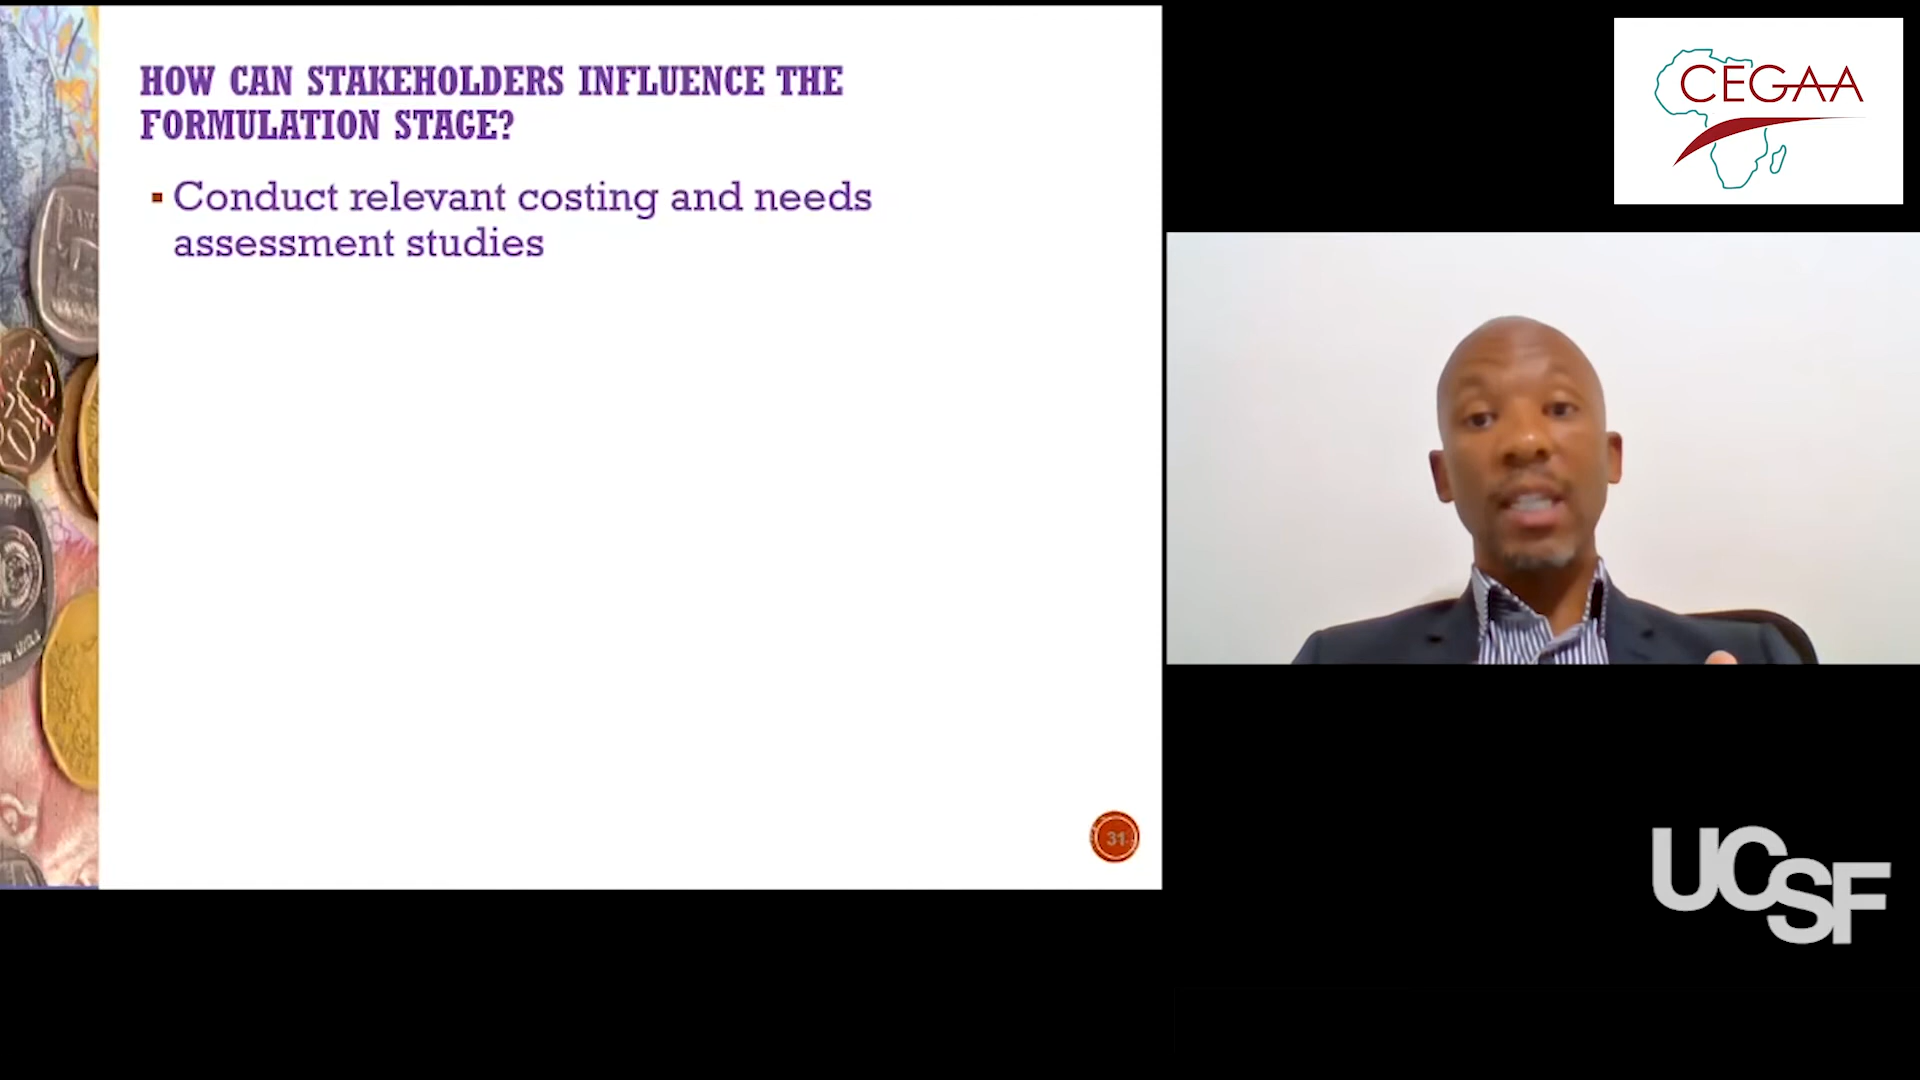 HOW CAN STAKEHOLDERS INFLUENCE THE
FORMULATION STAGE?
▪ Conduct relevant costing and needs
assessment studies
31
CEGAA
UCSF